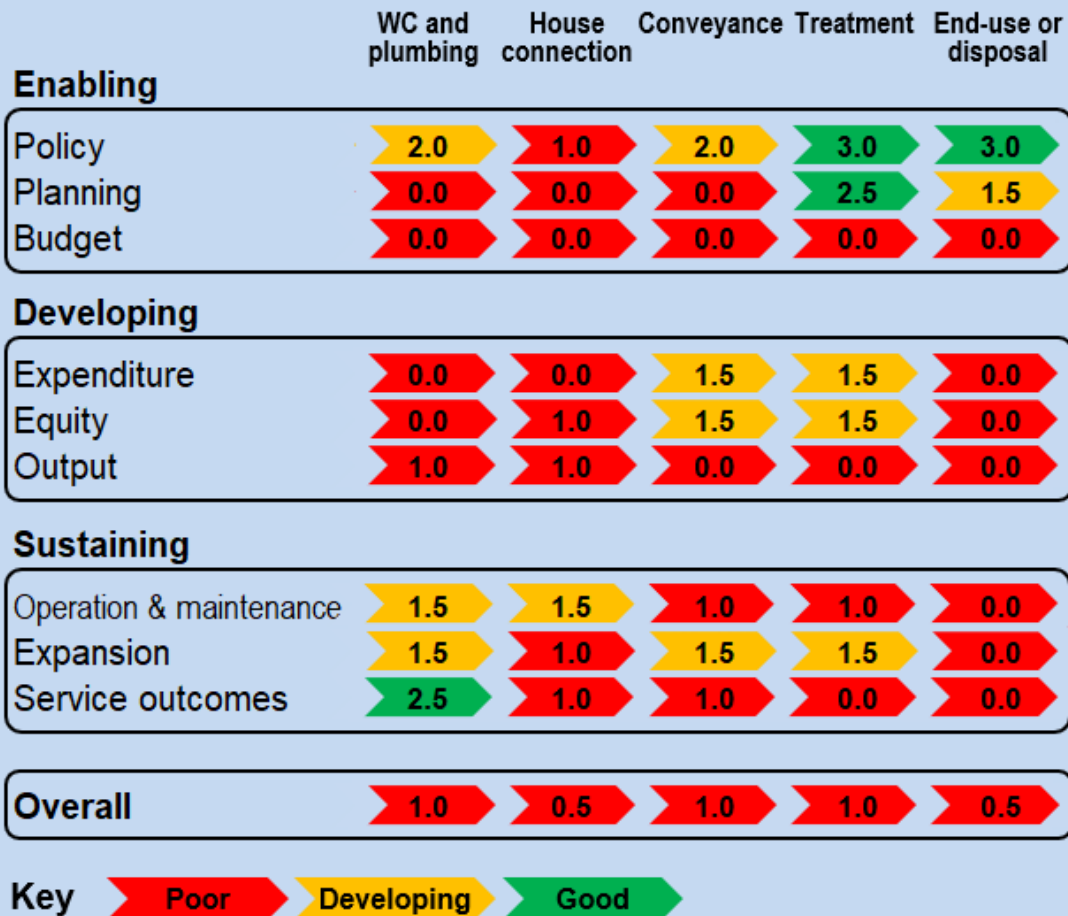 WC and plumbing House connection Conveyance Treatment End-use or disposal
Enabling
Policy 2.0 1.0 2.0 3.0 3.0
Planning 0.0 0.0 0.0 2.5 1.5
Budget 0.0 0.0 0.0 0.0 0.0
Developing
Expenditure 0.0 0.0 1.5 1.5 0.0
Equity 0.0 1.0 1.5 1.5 0.0
Output 1.0 1.0 0.0 0.0 0.0
Sustaining
Operation & maintenance 1.5 1.5 1.0 1.0 0.0
Expansion 1.5 1.0 1.5 1.5 0.0
Service outcomes 2.5 1.0 1.0 0.0 0.0
Overall 1.0 0.5 1.0 1.0 0.5
Key Poor Developing Good